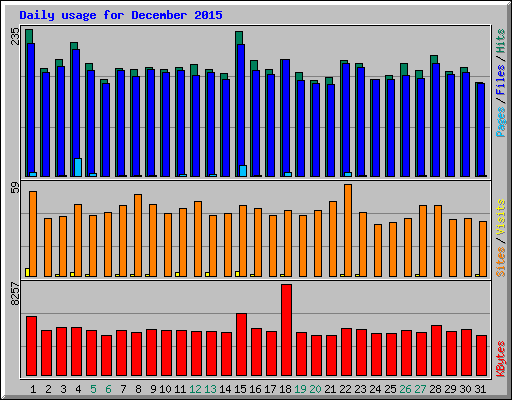 Daily usage for December 2015
235
Pages / Files / Hits
59
Sites / Visits
8257
KBytes
1 2 3 4 5 6 7 8 9 10 11 12 13 14 15 16 17 18 19 20 21 22 23 24 25 26 27 28 29 30 31